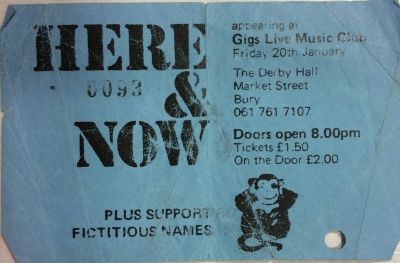 HERE
0093
&
NOW
PLUS SUPPORT
FICTITIOUS NAMES
appearing at
Gigs Live Music Club
Friday 20th January
The Derby Hall
Market Street
Bury
061 761 7107
Doors open 8.00pm
Tickets £1.50
On the Door £2.00